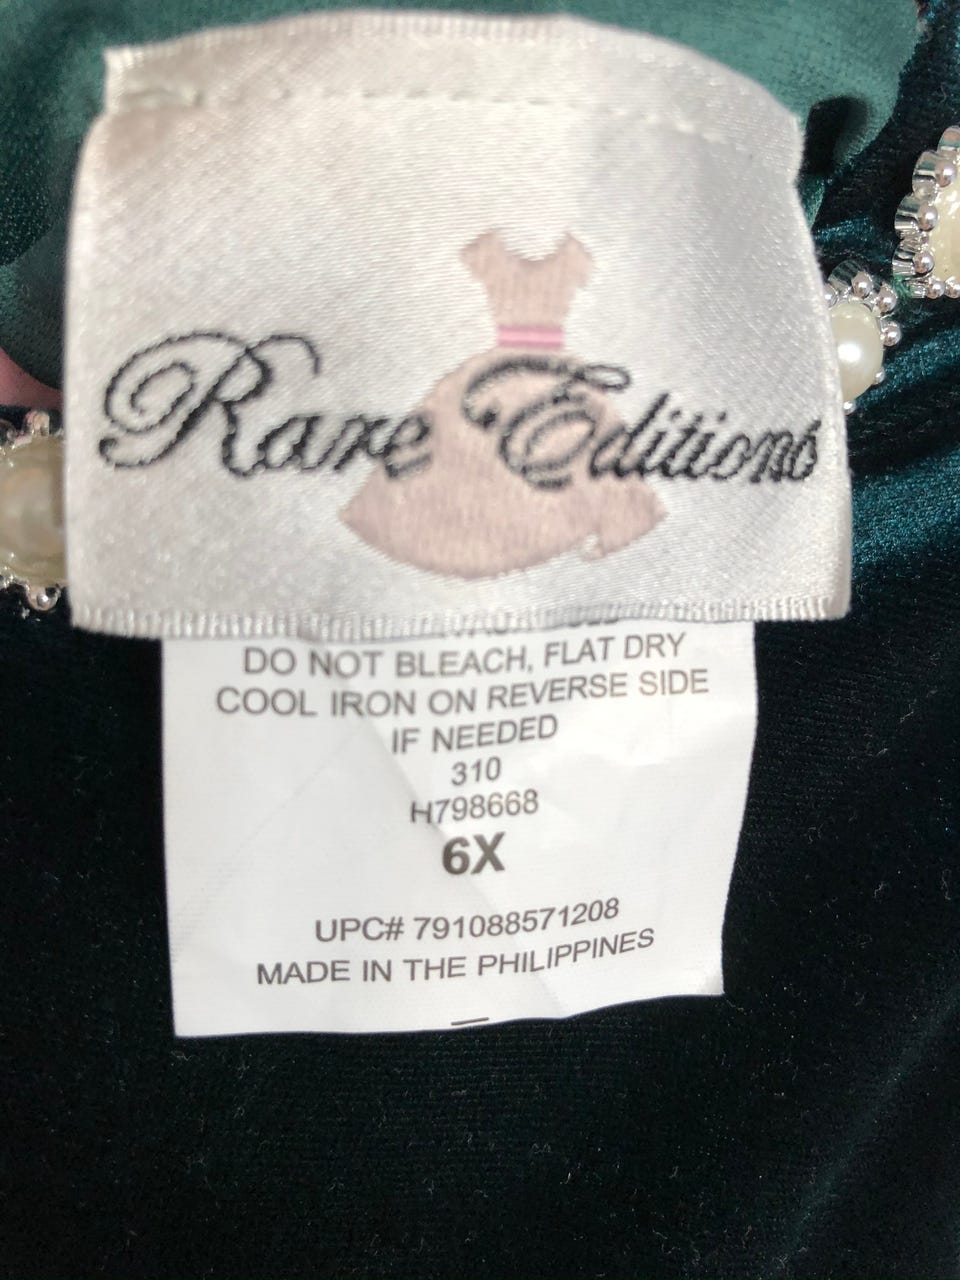 Rare Editions
DO NOT BLEACH, FLAT DRY
COOL IRON ON REVERSE SIDE
IF NEEDED
310
H798668
6X
UPC# 791088571208
MADE IN THE PHILIPPINES